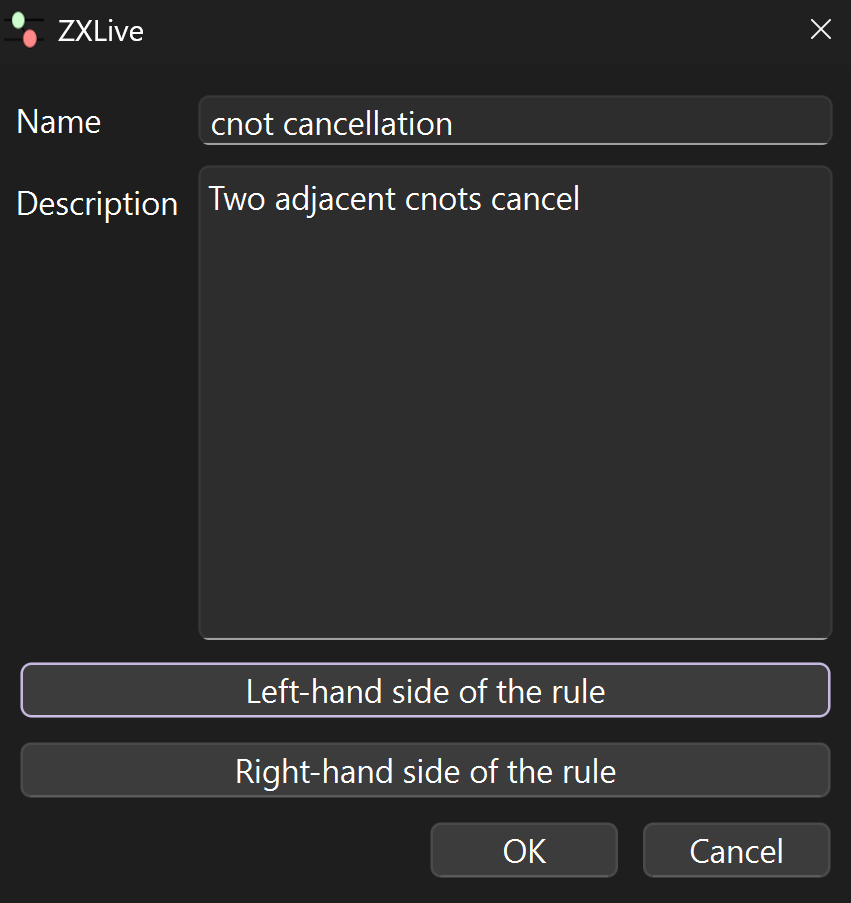 ZXLive
Name
cnot cancellation
Description
Two adjacent cnots cancel
Left-hand side of the rule
Right-hand side of the rule
OK
Cancel